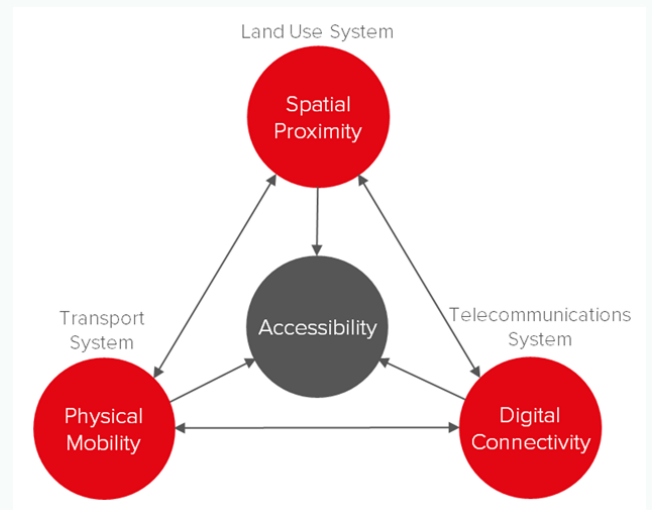 Land Use System
Spatial
Proximity
Accessibility
Transport
System
Telecommunications
System
Physical
Mobility
Digital
Connectivity